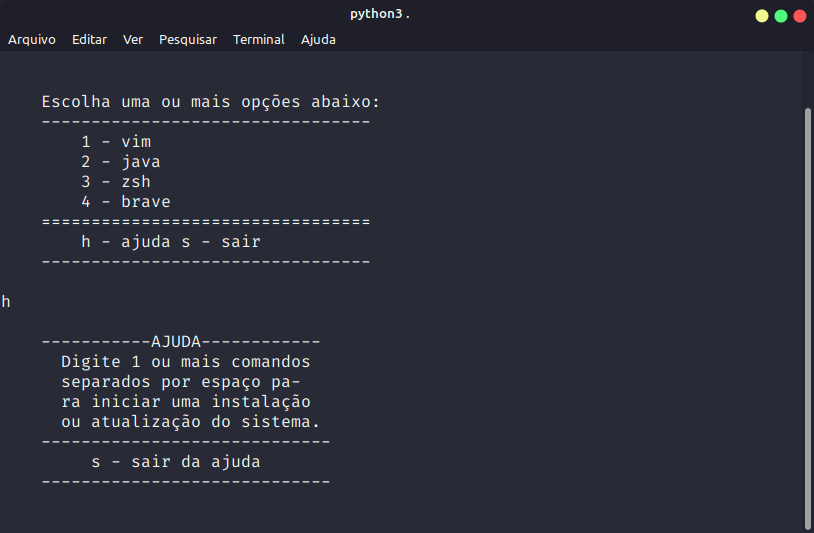 python3 .
Arquivo Editar Ver Pesquisar Terminal Ajuda
Escolha uma ou mais opções abaixo:
---------------------------------
1 - vim
2 - java
3 - zsh
4 - brave
=================================
h - ajuda s - sair
---------------------------------
h
-----------AJUDA------------
Digite 1 ou mais comandos
separados por espaço pa-
ra iniciar uma instalação
ou atualização do sistema.
-----------------------------
s - sair da ajuda
-----------------------------